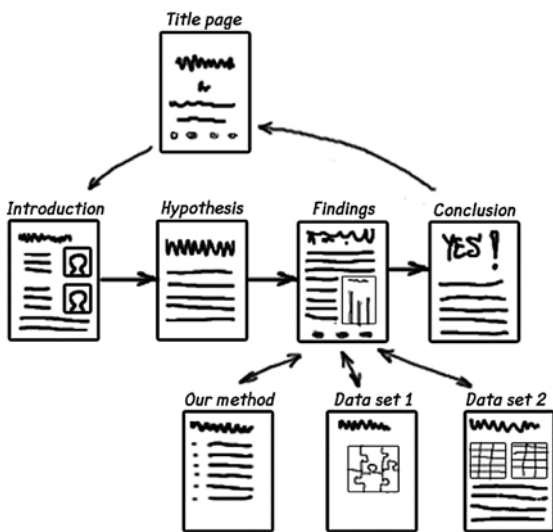 Title page
Introduction
Hypothesis
Findings
Conclusion
YES!
Our method
Data set 1
Data set 2